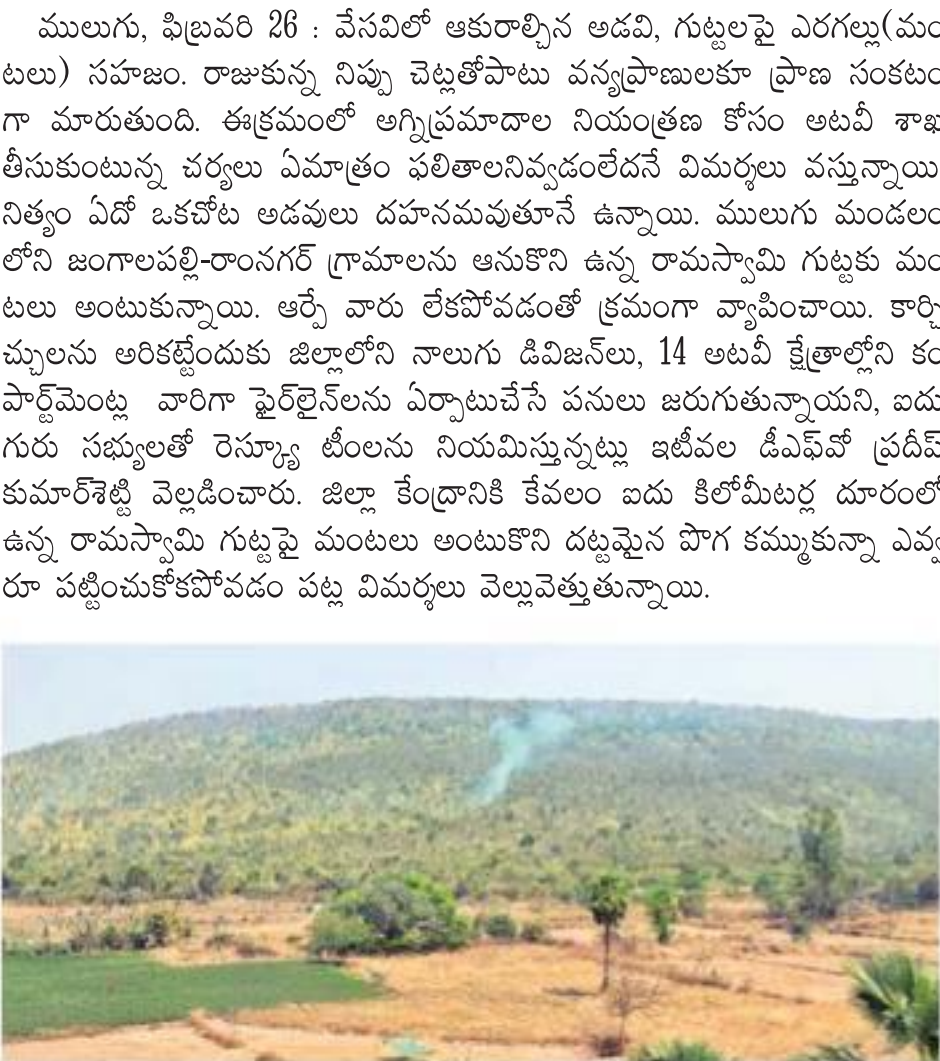 ములుగు, ఫిబ్రవరి 26 : వేసవిలో ఆకురాల్చిన అడవి, గుట్టలపై ఎరగల్లు(మం
టలు) సహజం. రాజుకున్న నిప్పు చెట్లతోపాటు వన్యప్రాణులకూ ప్రాణ సంకటం
గా మారుతుంది. ఈక్రమంలో అగ్నిప్రమాదాల నియంత్రణ కోసం అటవీ శాఖ
తీసుకుంటున్న చర్యలు ఏమాత్రం ఫలితాలనివ్వడంలేదనే విమర్శలు వస్తున్నాయి
నిత్యం ఏదో ఒకచోట అడవులు దహనమవుతూనే ఉన్నాయి. ములుగు మండలం
లోని జంగాలపల్లి-రాంనగర్ గ్రామాలను ఆనుకొని ఉన్న రామస్వామి గుట్టకు మం
టలు అంటుకున్నాయి. ఆర్పే వారు లేకపోవడంతో క్రమంగా వ్యాపించాయి. కార్చి
చ్చులను అరికట్టేందుకు జిల్లాలోని నాలుగు డివిజన్‌లు, 14 అటవీ క్షేత్రాల్లోని కం
పార్ట్‌మెంట్ల వారిగా ఫైర్‌లైన్‌లను ఏర్పాటుచేసే పనులు జరుగుతున్నాయని, ఐదు
గురు సభ్యులతో రెస్క్యూ టీంలను నియమిస్తున్నట్లు ఇటీవల డీఎఫ్‌వో ప్రదీప్
కుమార్‌శెట్టి వెల్లడించారు. జిల్లా కేంద్రానికి కేవలం ఐదు కిలోమీటర్ల దూరంలో
ఉన్న రామస్వామి గుట్టపై మంటలు అంటుకొని దట్టమైన పొగ కమ్ముకున్నా ఎవ్వ
రూ పట్టించుకోకపోవడం పట్ల విమర్శలు వెల్లువెత్తుతున్నాయి.